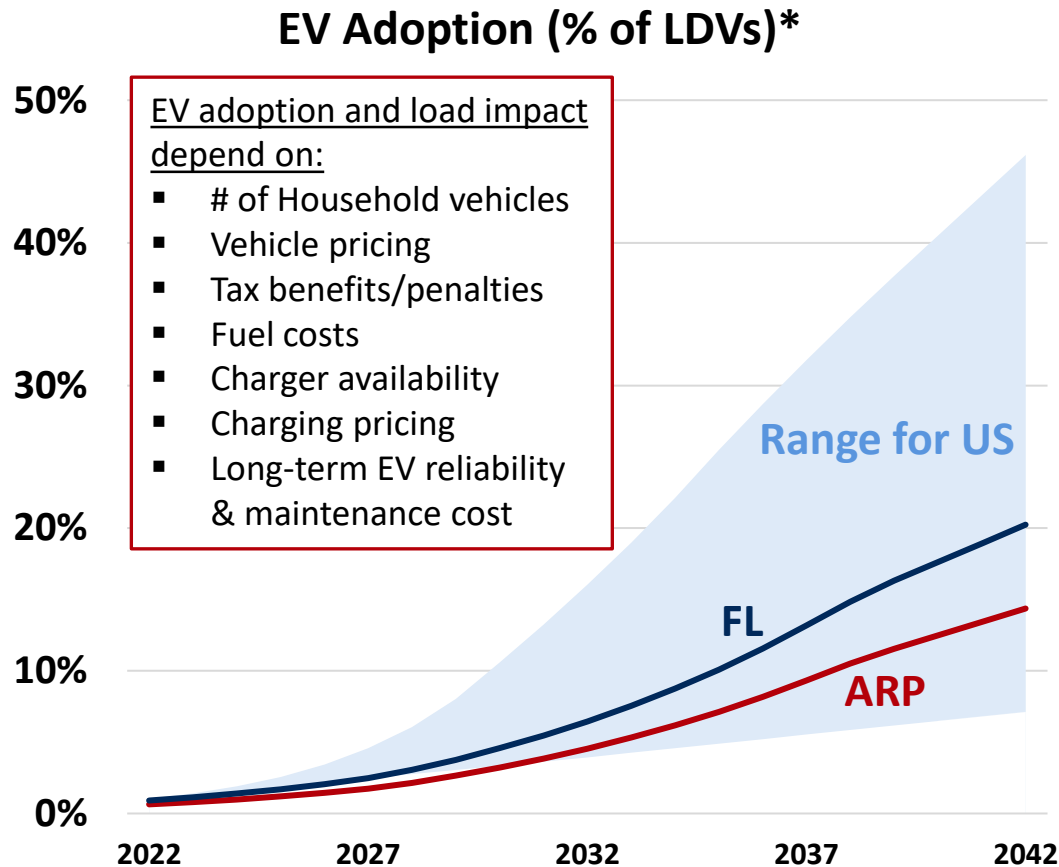 EV Adoption (% of LDVs)*
50%
40%
30%
20%
10%
0%
EV adoption and load impact
depend on:
▪ # of Household vehicles
▪ Vehicle pricing
▪ Tax benefits/penalties
▪ Fuel costs
▪ Charger availability
▪ Charging pricing
▪ Long-term EV reliability
& maintenance cost
Range for US
FL
ARP
2022 2027 2032 2037 2042